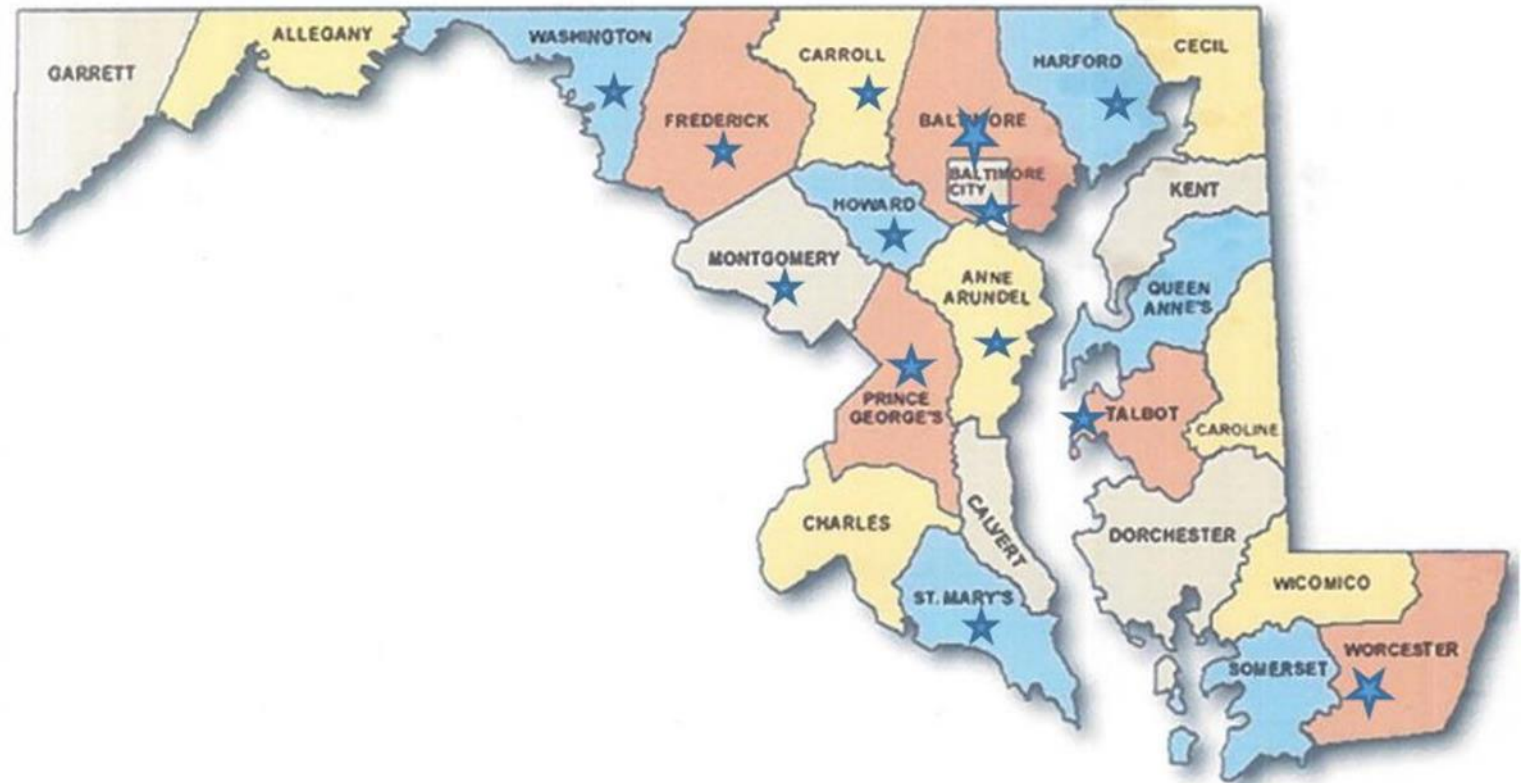 GARRETT
ALLEGANY
WASHINGTON
FREDERICK
CARROLL
BALTIMORE
BALTIMORE
CITY
HARFORD
CECIL
KENT
HOWARD
MONTGOMERY
ANNE
ARUNDEL
QUEEN
ANNE'S
PRINCE
GEORGE'S
TALBOT
CAROLINE
CHARLES
CALVERT
DORCHESTER
ST. MARY'S
WICOMICO
SOMERSET
WORCESTER